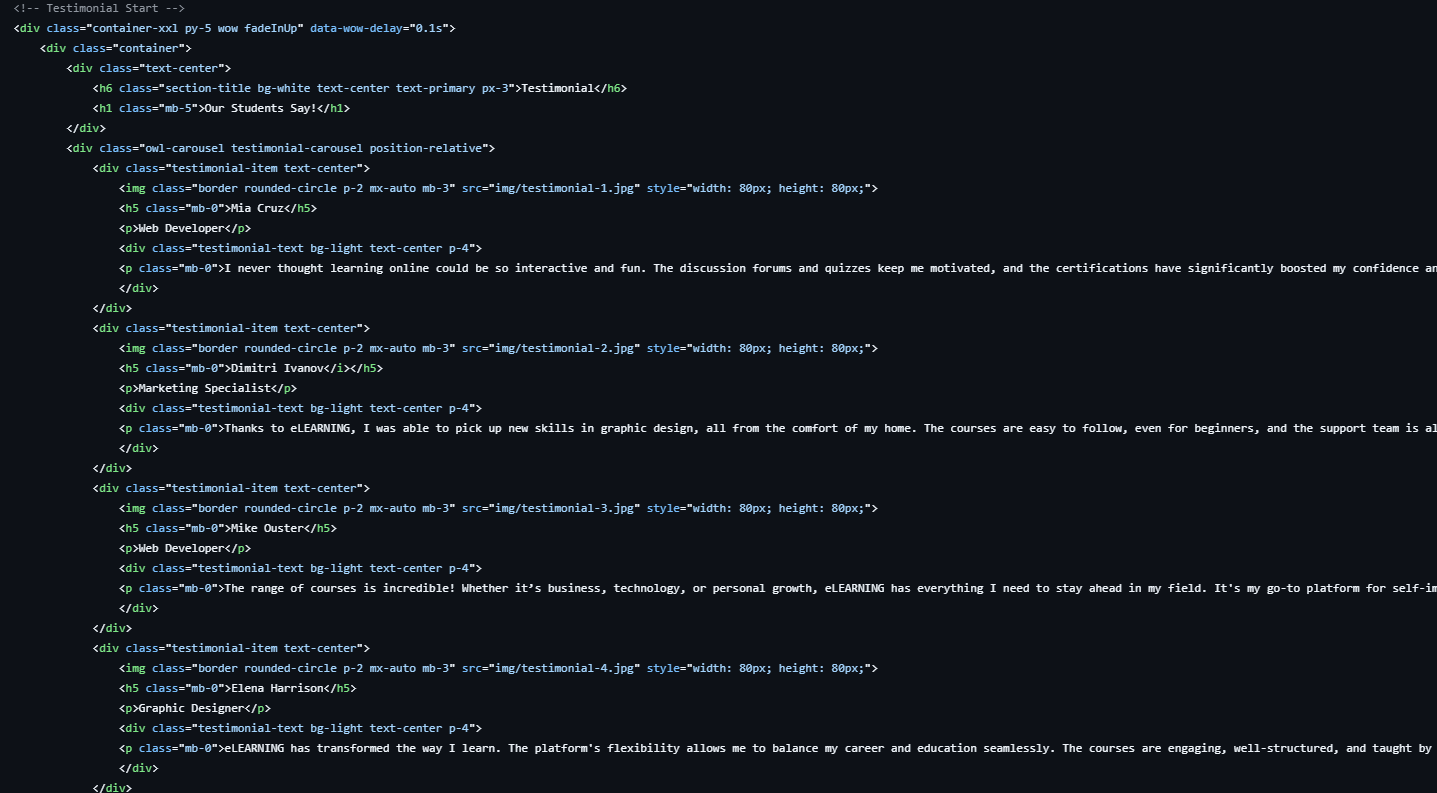 <!-- Testimonial Start -->
<div class="container-xxl py-5 wow fadeInUp" data-wow-delay="0.1s">
<div class="container">
<div class="text-center">
<h6 class="section-title bg-white text-center text-primary px-3">Testimonial</h6>
<h1 class="mb-5">Our Students Say!</h1>
</div>
<div class="owl-carousel testimonial-carousel position-relative">
<div class="testimonial-item text-center">
<img class="border rounded-circle p-2 mx-auto mb-3" src="img/testimonial-1.jpg" style="width: 80px; height: 80px;">
<h5 class="mb-0">Mia Cruz</h5>
<p>Web Developer</p>
<div class="testimonial-text bg-light text-center p-4">
<p class="mb-0">I never thought learning online could be so interactive and fun. The discussion forums and quizzes keep me motivated, and the certifications have significantly boosted my confidence an
</div>
</div>
<div class="testimonial-item text-center">
<img class="border rounded-circle p-2 mx-auto mb-3" src="img/testimonial-2.jpg" style="width: 80px; height: 80px;">
<h5 class="mb-0">Dimitri Ivanov</i></h5>
<p>Marketing Specialist</p>
<div class="testimonial-text bg-light text-center p-4">
<p class="mb-0">Thanks to eLEARNING, I was able to pick up new skills in graphic design, all from the comfort of my home. The courses are easy to follow, even for beginners, and the support team is al
</div>
</div>
<div class="testimonial-item text-center">
<img class="border rounded-circle p-2 mx-auto mb-3" src="img/testimonial-3.jpg" style="width: 80px; height: 80px;">
<h5 class="mb-0">Mike Ouster</h5>
<p>Web Developer</p>
<div class="testimonial-text bg-light text-center p-4">
<p class="mb-0">The range of courses is incredible! Whether it’s business, technology, or personal growth, eLEARNING has everything I need to stay ahead in my field. It's my go-to platform for self-im
</div>
</div>
<div class="testimonial-item text-center">
<img class="border rounded-circle p-2 mx-auto mb-3" src="img/testimonial-4.jpg" style="width: 80px; height: 80px;">
<h5 class="mb-0">Elena Harrison</h5>
<p>Graphic Designer</p>
<div class="testimonial-text bg-light text-center p-4">
<p class="mb-0">eLEARNING has transformed the way I learn. The platform's flexibility allows me to balance my career and education seamlessly. The courses are engaging, well-structured, and taught by
</div>
</div>